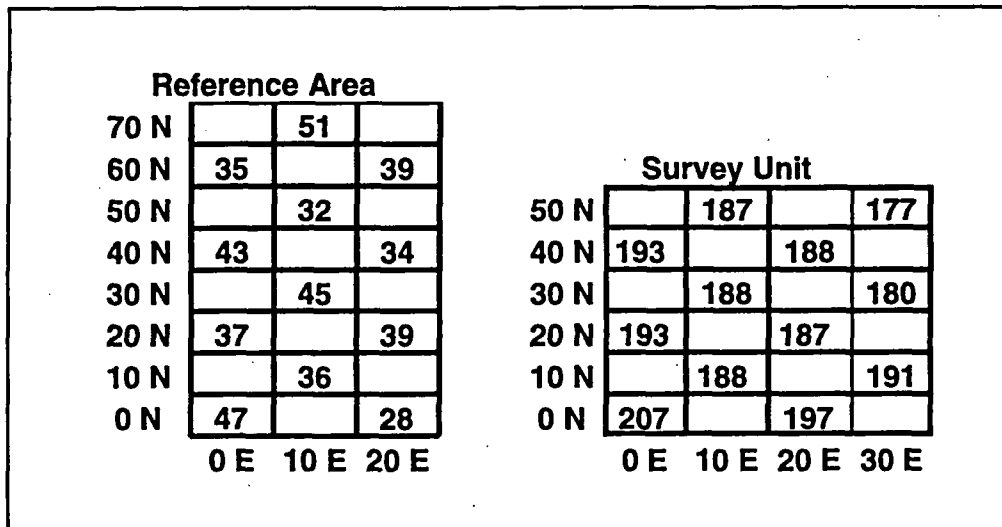 Reference Area
70 N 51
60 N 35 39
50 N 32
40 N 43 34
30 N 45
20 N 37 39
10 N 36
0 N 47 28
0 E 10 E 20 E
Survey Unit
50 N 187 177
40 N 193 188
30 N 188 180
20 N 193 187
10 N 188 191
0 N 207 197
0 E 10 E 20 E 30 E